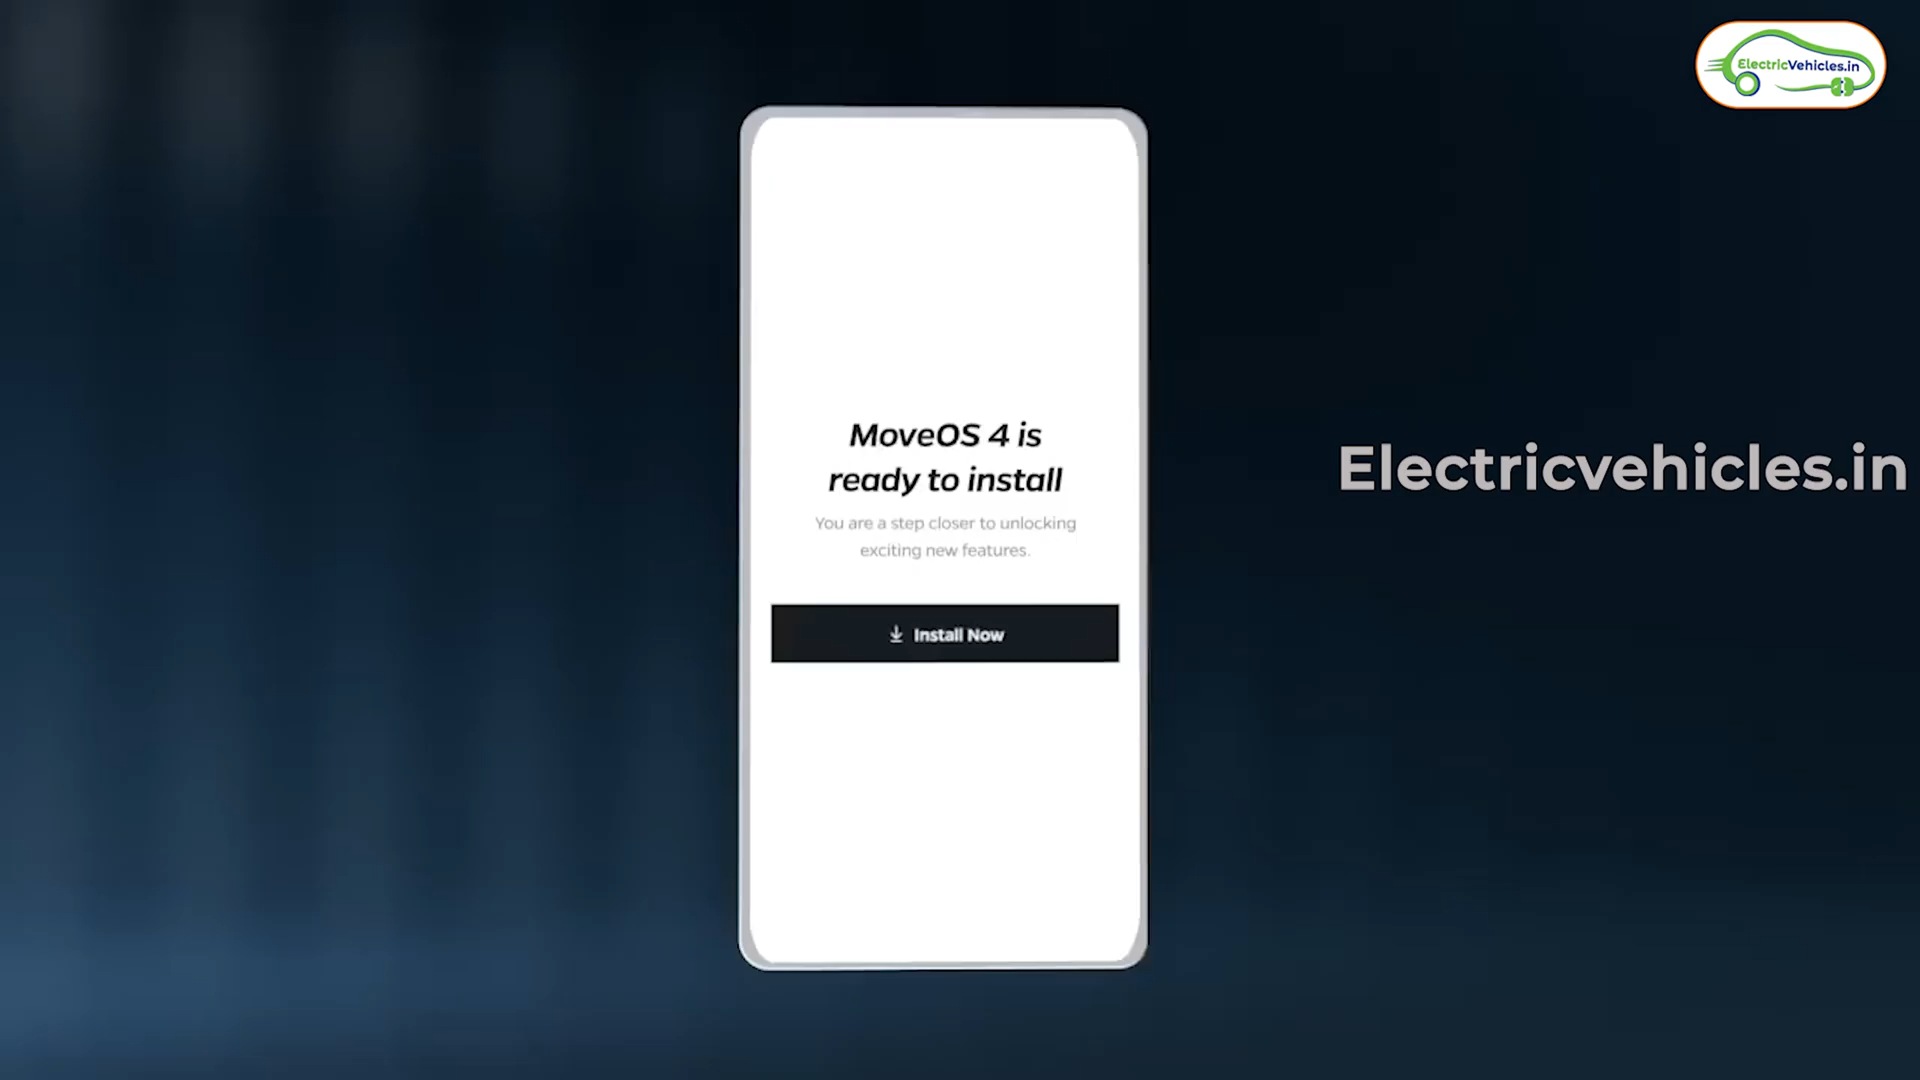 ElectricVehicles.in
MoveOS 4 is
ready to install
You are a step closer to unlocking
exciting new features.
Install Now
Electricvehicles.in